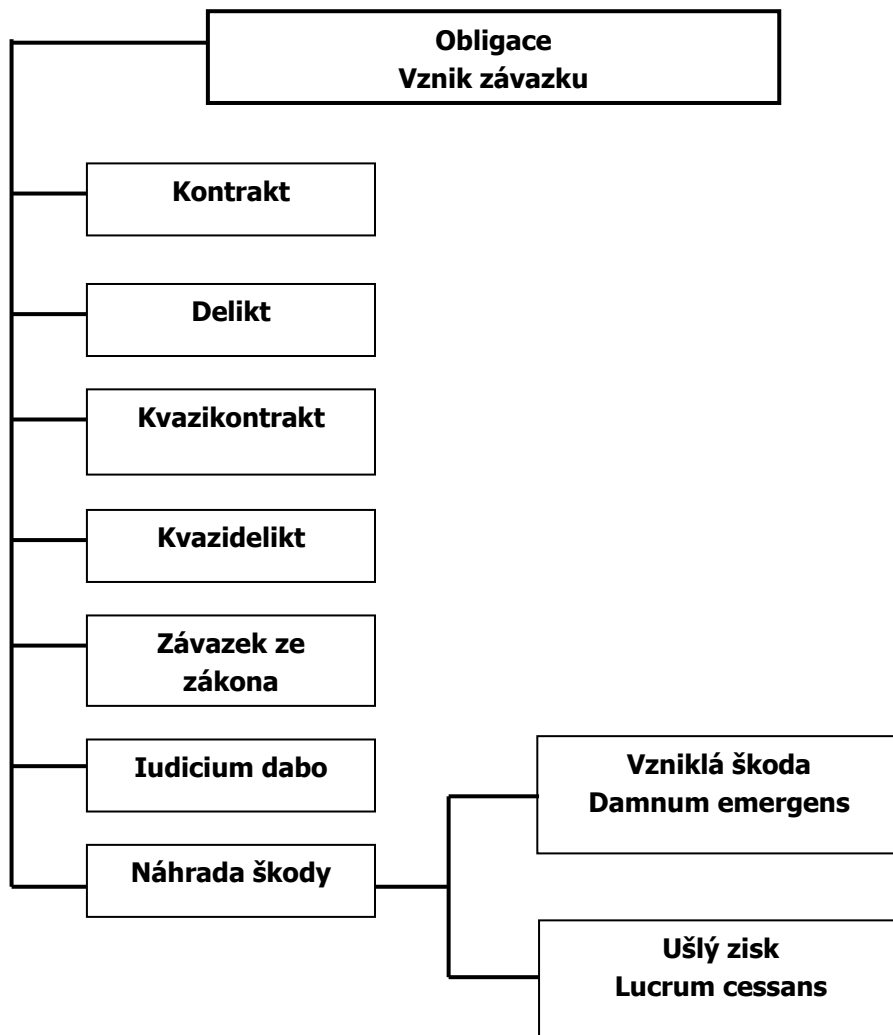 Obligace
Vznik závazku
Kontrakt
Delikt
Kvazikontrakt
Kvazidelikt
Závazek ze
zákona
Iudicium dabo
Vzniklá škoda
Damnum emergens
Náhrada škody
Ušlý zisk
Lucrum cessans